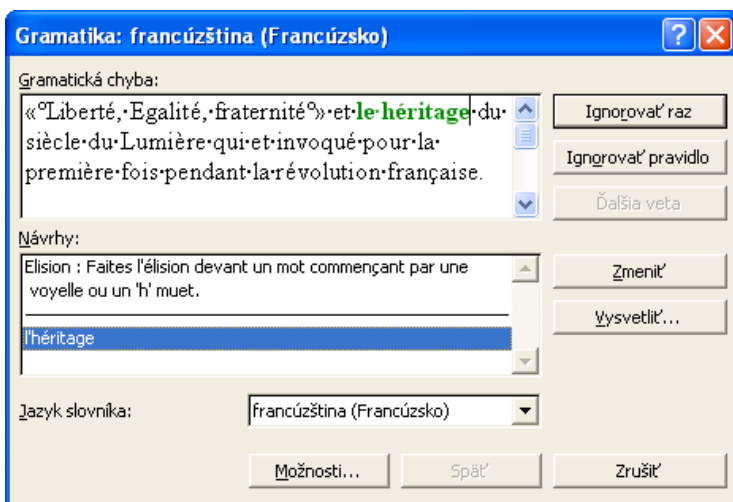 Gramatika: francúzština (Francúzsko)
Gramatická chyba:
«°Liberté,·Egalité,·fraternité°»·et·le·héritage·du·
siècle·du·Lumière·qui·et·invoqué·pour·la·
première·fois·pendant·la·révolution·française.
Ignorovať raz
Ignorovať pravidlo
Ďalšia veta
Návrhy:
Elision : Faites l'élision devant un mot commençant par une
voyelle ou un 'h' muet.
l'héritage
Zmeniť
Vysvetliť...
Jazyk slovníka:
francúzština (Francúzsko)
Možnosti...
Späť
Zrušiť